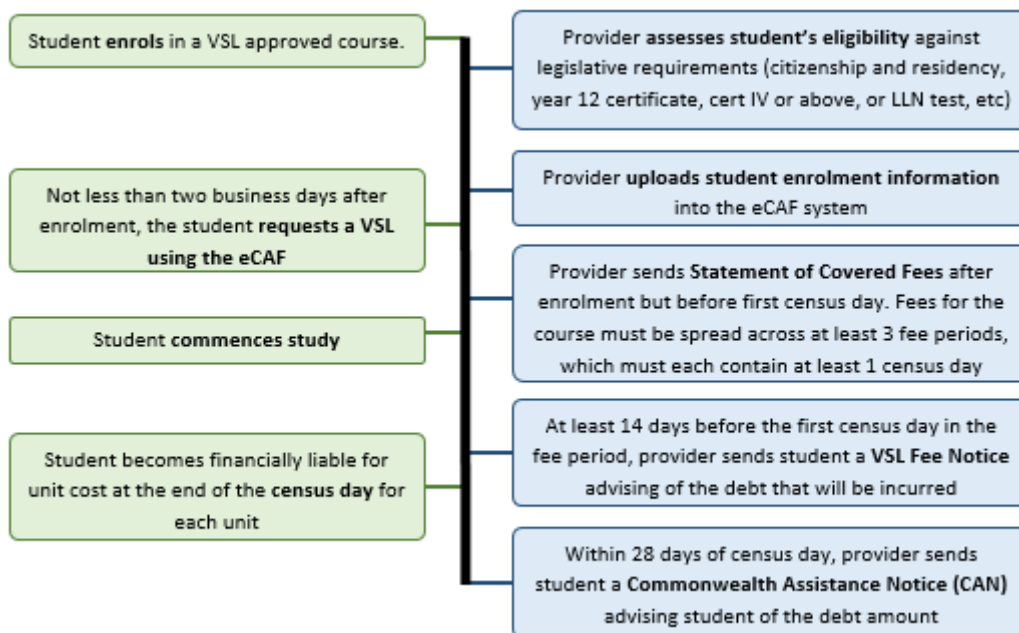 Student enrols in a VSL approved course.
Provider assesses student's eligibility against
legislative requirements (citizenship and residency,
year 12 certificate, cert IV or above, or LLN test, etc)
Provider uploads student enrolment information
into the eCAF system
Not less than two business days after
enrolment, the student requests a VSL
using the eCAF
Provider sends Statement of Covered Fees after
enrolment but before first census day. Fees for the
course must be spread across at least 3 fee periods,
which must each contain at least 1 census day
Student commences study
At least 14 days before the first census day in the
fee period, provider sends student a VSL Fee Notice
advising of the debt that will be incurred
Student becomes financially liable for
unit cost at the end of the census day for
each unit
Within 28 days of census day, provider sends
student a Commonwealth Assistance Notice (CAN)
advising student of the debt amount